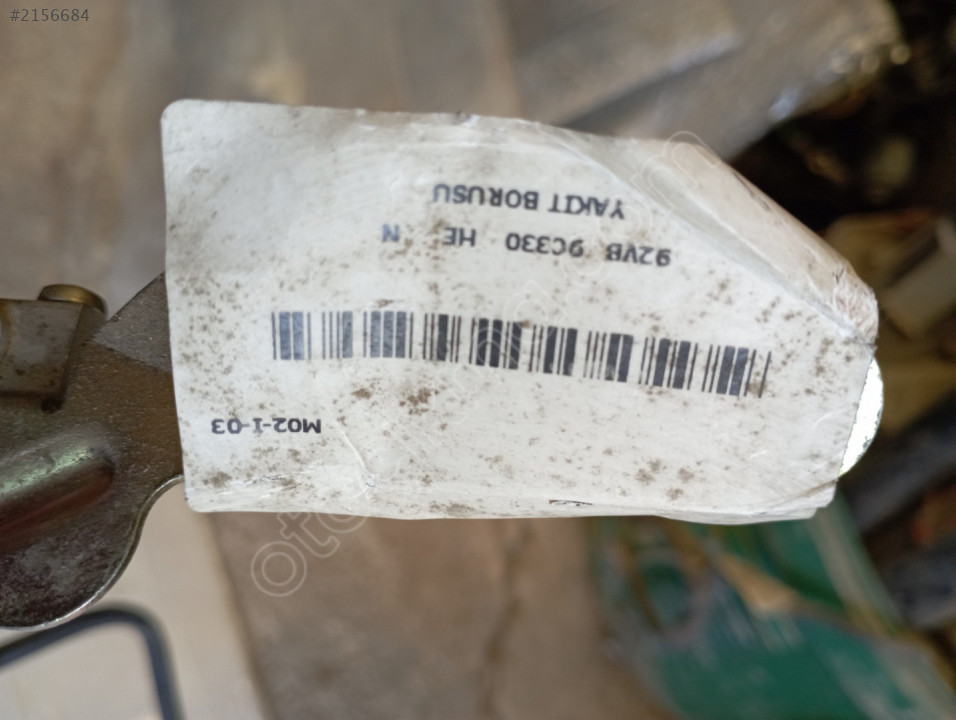 #2156684
YAKIT BORUSU
92VB 9C330 HE N
M02-1-03